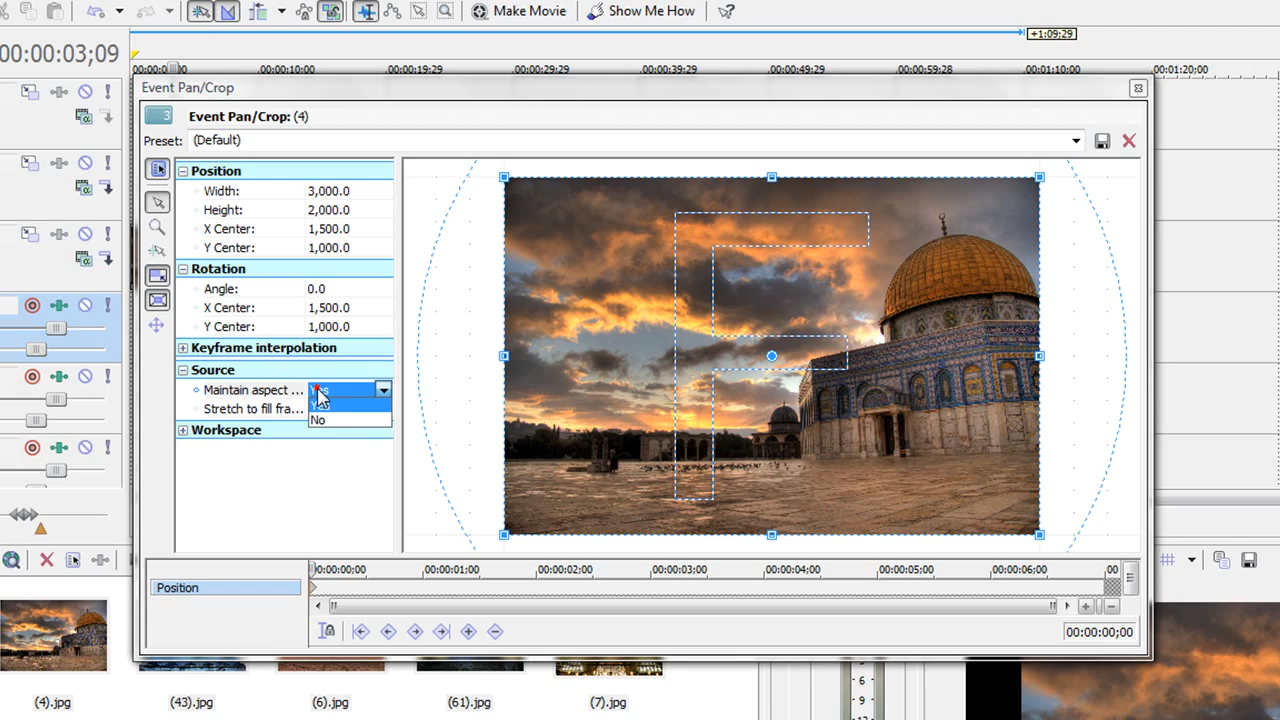 Make Movie Show Me How
+1:09;29
00:00:03;09
00:00:10;00 00:00:19;29 00:00:29;29 00:00:39;29 00:00:49;29 00:00:59;28 00:01:10;00 00:01:20;00
Event Pan/Crop
3 Event Pan/Crop: (4)
Preset: (Default)
Position
Width: 3,000.0
Height: 2,000.0
X Center: 1,500.0
Y Center: 1,000.0
Rotation
Angle: 0.0
X Center: 1,500.0
Y Center: 1,000.0
Keyframe interpolation
Source
Maintain aspect ...
Stretch to fill fra...
No
Workspace
00:00:00;00 00:00:01;00 00:00:02;00 00:00:03;00 00:00:04;00 00:00:05;00 00:00:06;00 00
Position
00:00:00;00
(4).jpg (43).jpg (6).jpg (61).jpg (7).jpg
6
9
12